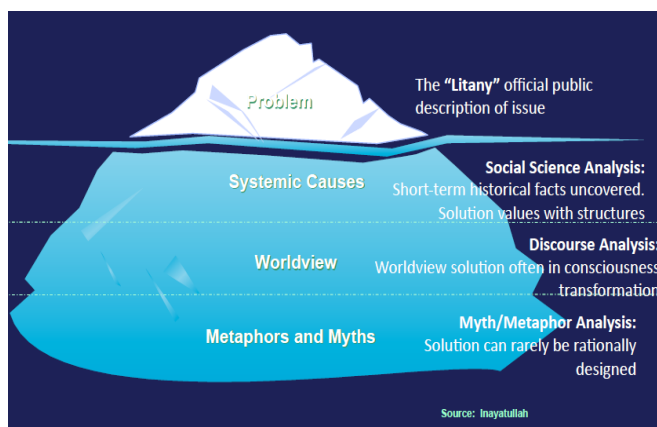 Problem
The “Litany” official public
description of issue
Systemic Causes
Social Science Analysis:
Short-term historical facts uncovered.
Solution values with structures
Worldview
Discourse Analysis:
Worldview solution often in consciousness
transformation
Metaphors and Myths
Myth/Metaphor Analysis:
Solution can rarely be rationally
designed
Source: Inayatullah